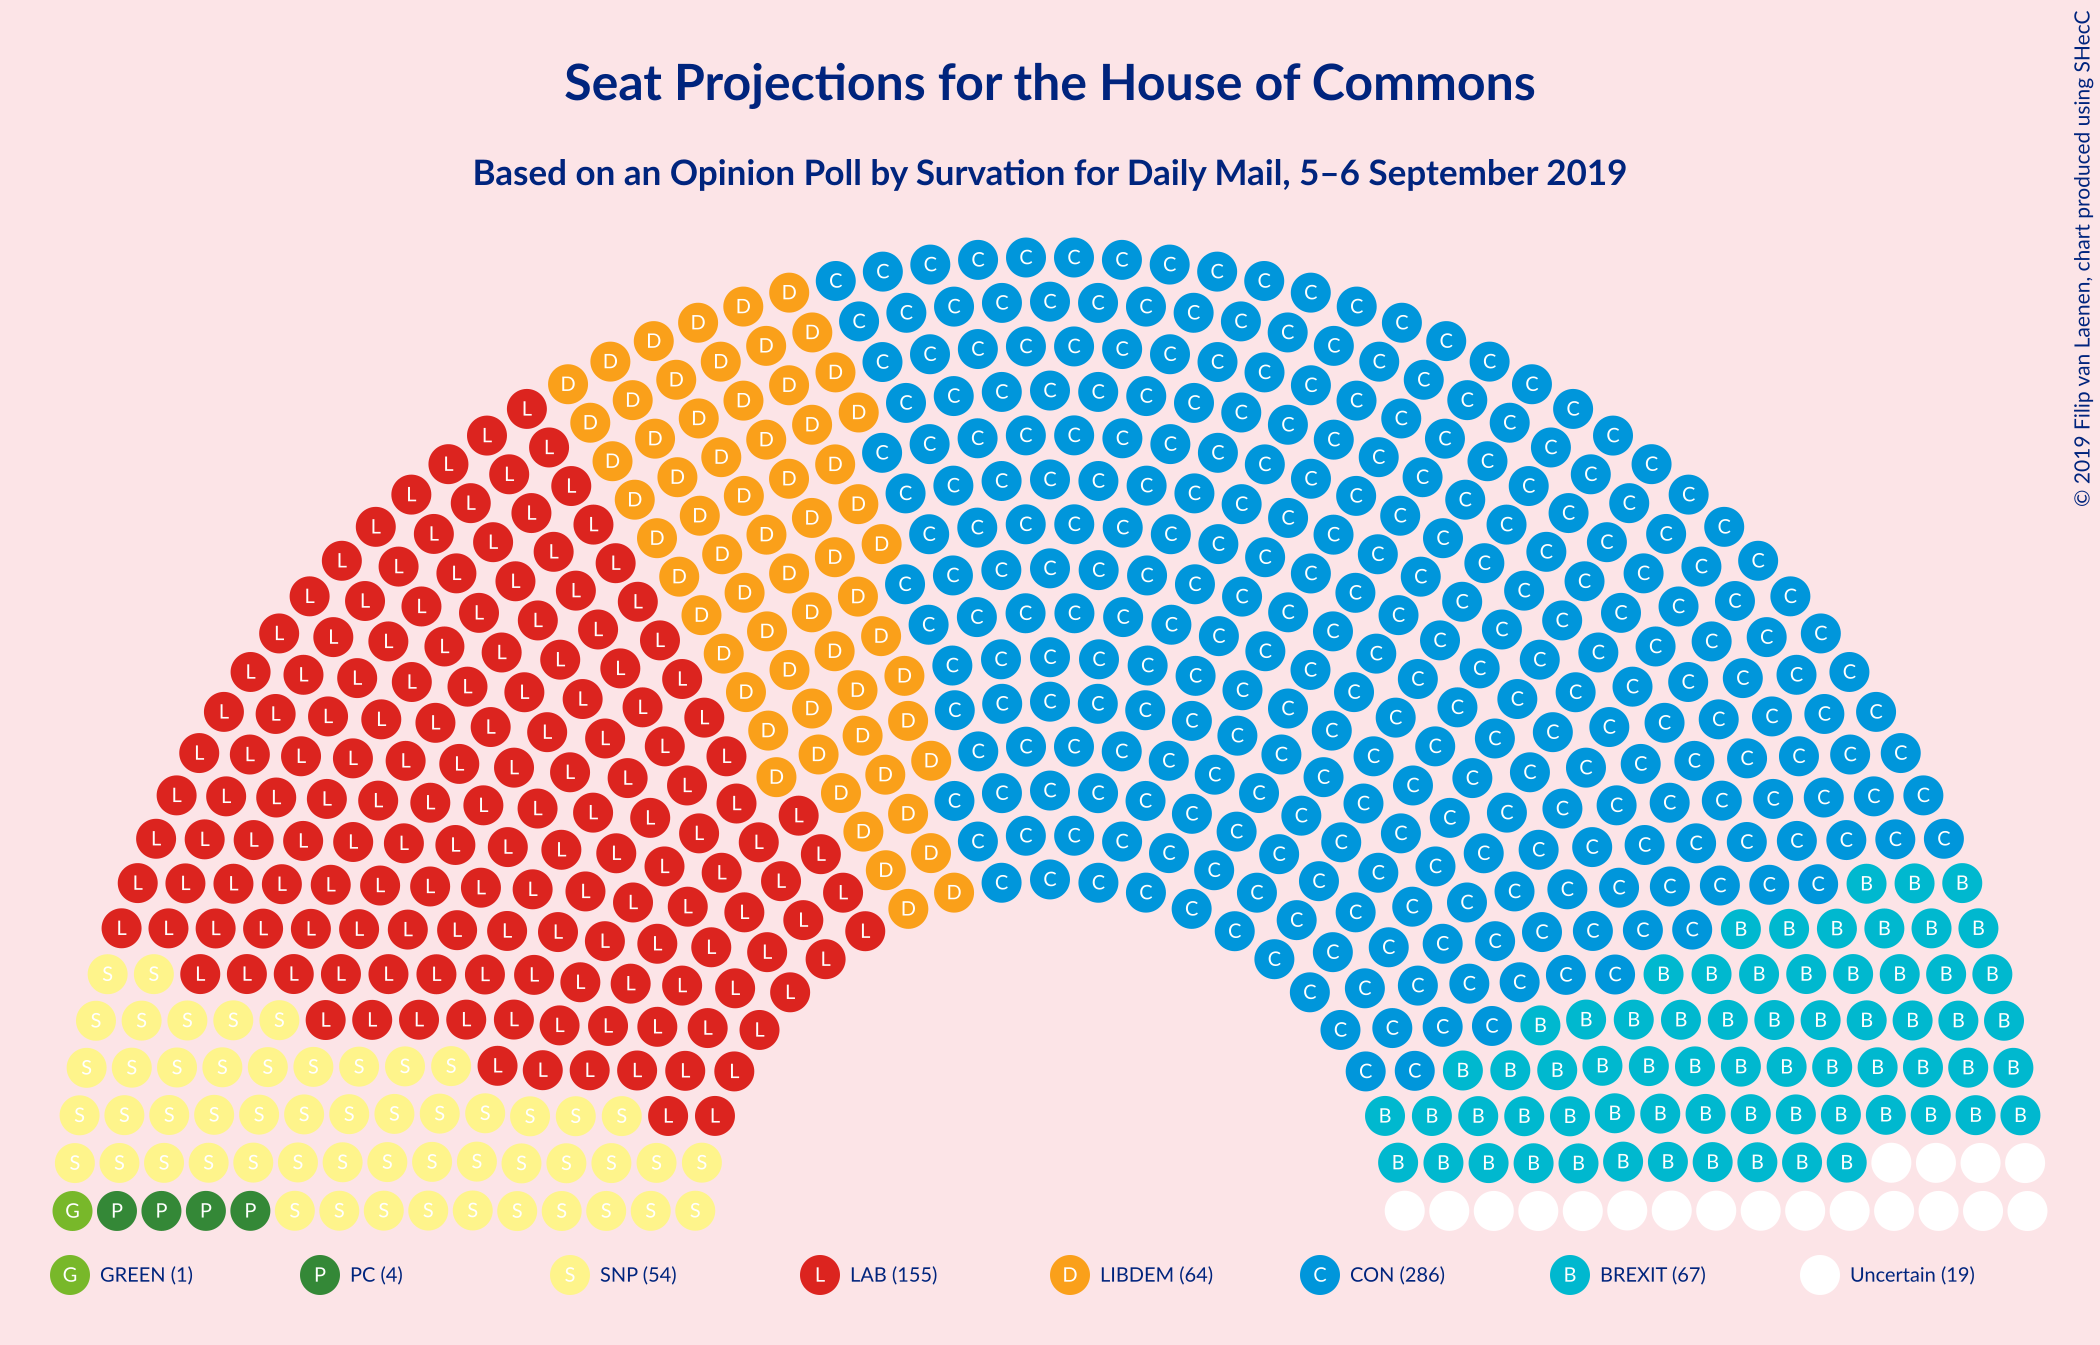 Seat Projections for the House of Commons
Based on an Opinion Poll by Survation for Daily Mail, 5–6 September 2019
© 2019 Filip van Laenen, chart produced using SHecC
G GREEN (1)
P PC (4)
S SNP (54)
L LAB (155)
D LIBDEM (64)
C CON (286)
B BREXIT (67)
Uncertain (19)